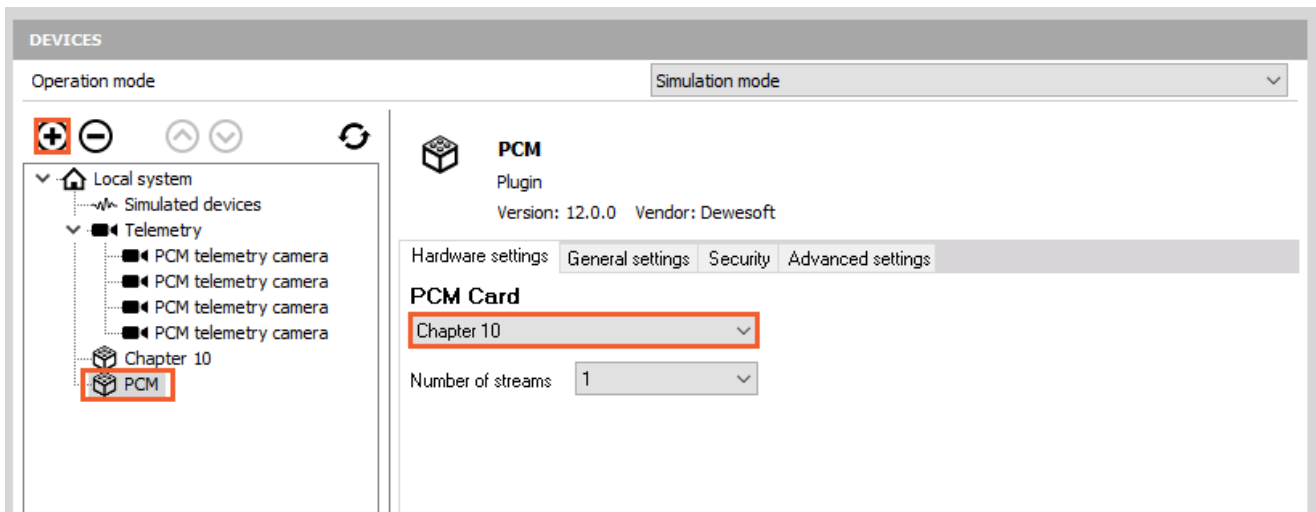 DEVICES
Operation mode
Simulation mode
Local system
Simulated devices
Telemetry
PCM telemetry camera
PCM telemetry camera
PCM telemetry camera
PCM telemetry camera
Chapter 10
PCM
PCM
Plugin
Version: 12.0.0 Vendor: Dewesoft
Hardware settings General settings Security Advanced settings
PCM Card
Chapter 10
Number of streams 1